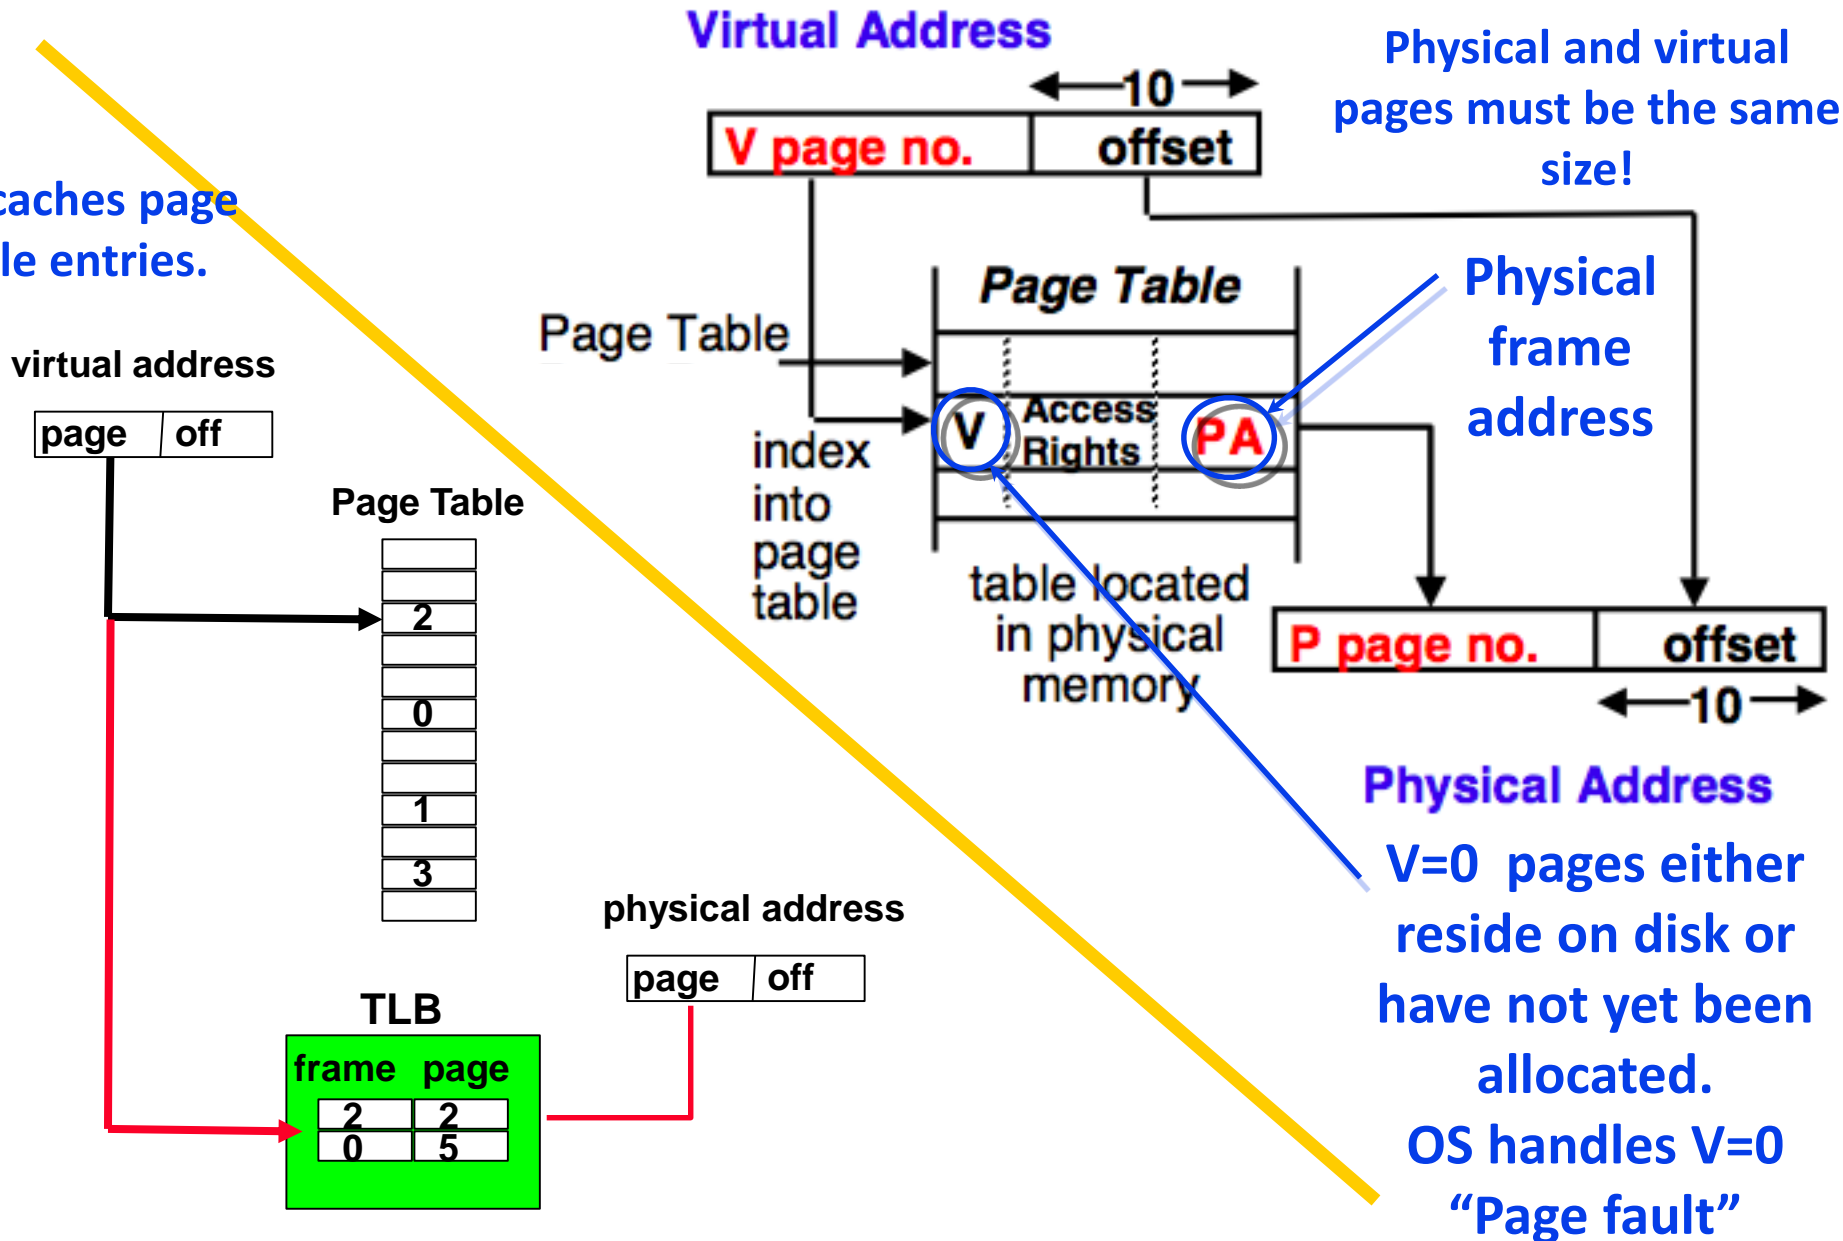 Virtual Address
10
V page no. offset
Physical and virtual
pages must be the same
size!
caches page
le entries.
virtual address
page off
Page Table
2
0
1
3
TLB
frame page
2 2
0 5
physical address
page off
Page Table
Page Table
V Access Rights PA
index
into
page
table
table located
in physical
memory
Physical
frame
address
P page no. offset
10
Physical Address
V=0 pages either
reside on disk or
have not yet been
allocated.
OS handles V=0
“Page fault”